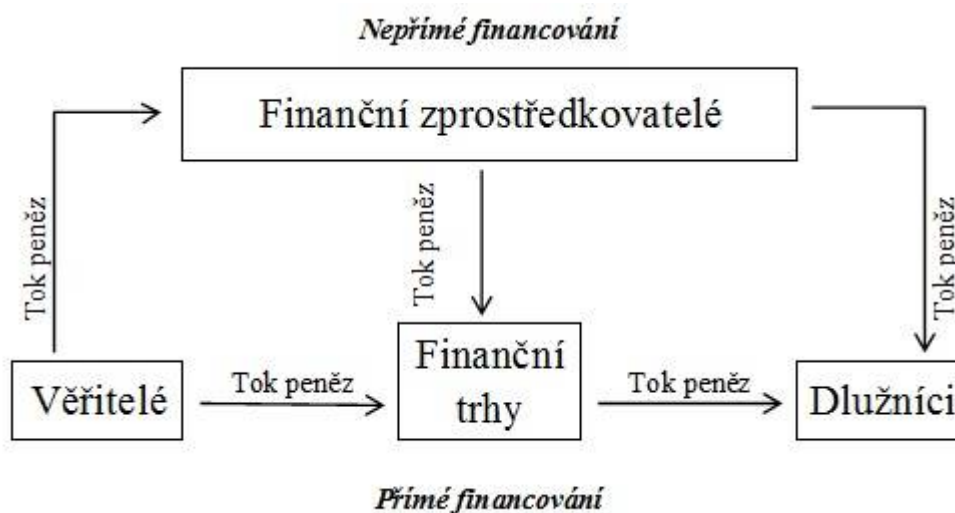 Nepřímé financování
Finanční zprostředkovatelé
Tok peněz
Tok peněz
Tok peněz
Věřitelé
Tok peněz
Finanční
trhy
Tok peněz
Dlužníci
Přímé financování